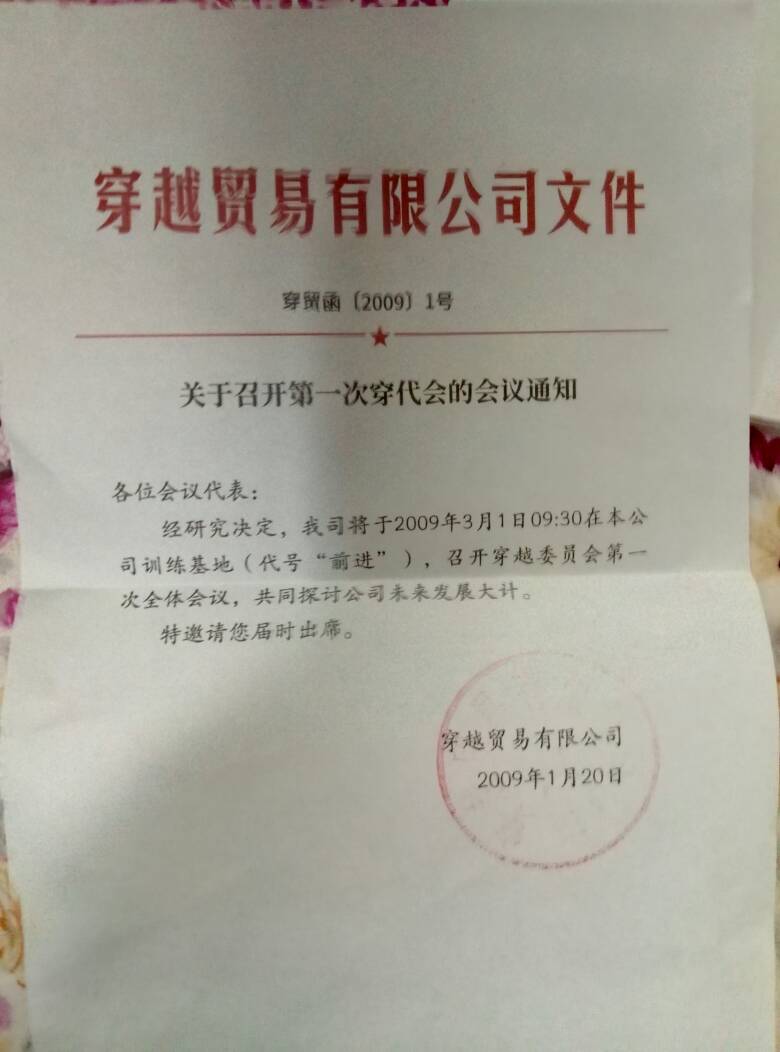 穿越贸易有限公司文件
穿贸函〔2009〕1号
关于召开第一次穿代会的会议通知
各位会议代表：
经研究决定，我司将于2009年3月1日09:30在本公
司训练基地（代号“前进”），召开穿越委员会第一
次全体会议，共同探讨公司未来发展大计。
特邀请您届时出席。
穿越贸易有限公司
2009年1月20日